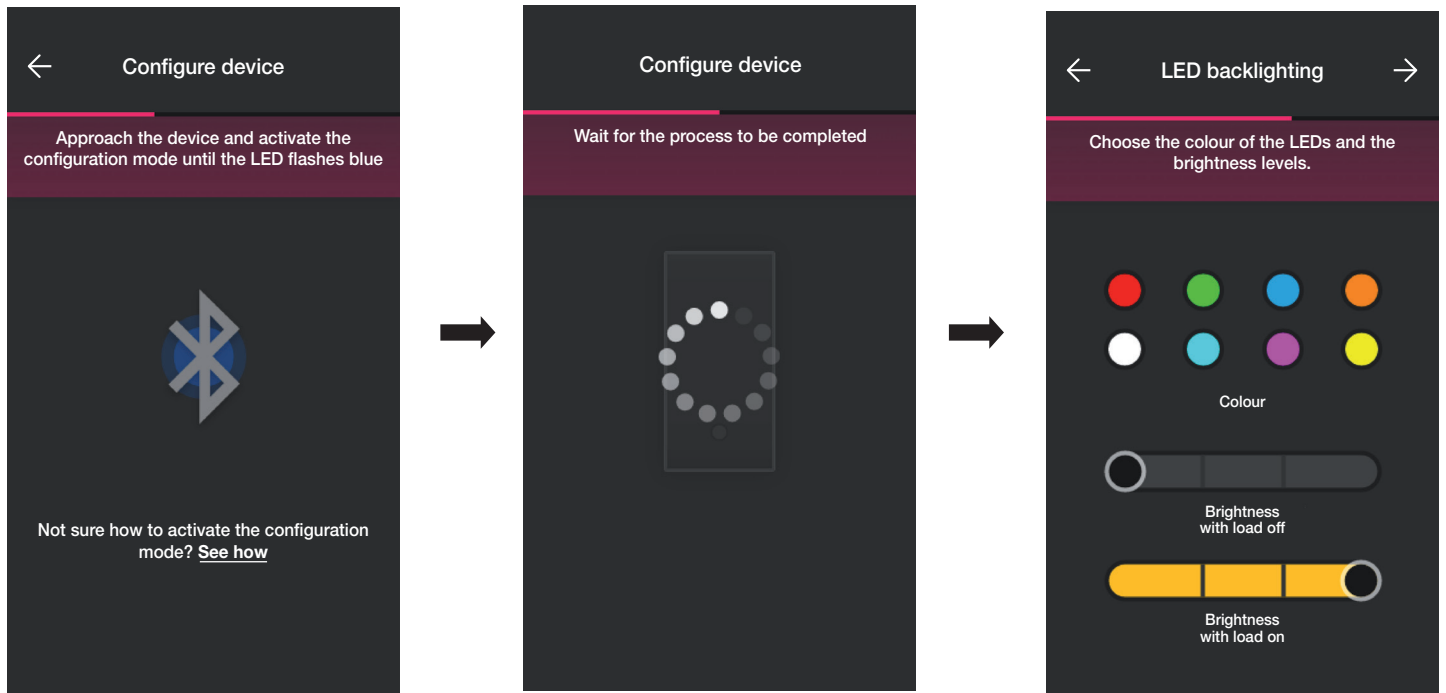 Configure device
Approach the device and activate the
configuration mode until the LED flashes blue
Not sure how to activate the configuration
mode? See how
Configure device
Wait for the process to be completed
LED backlighting
Choose the colour of the LEDs and the
brightness levels.
Colour
Brightness
with load off
Brightness
with load on